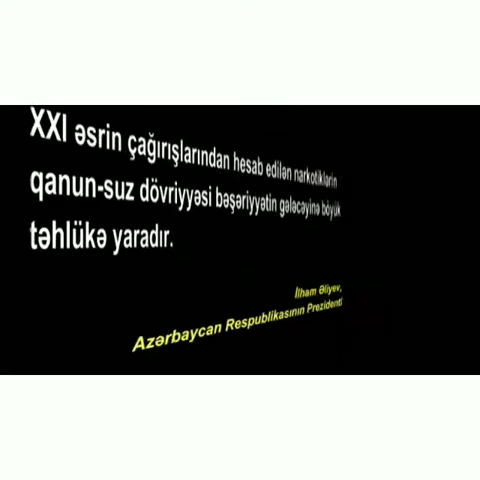 XXI əsrin çağırışlarından hesab edilən narkotiklərin
qanun-suz dövriyyəsi bəşəriyyətin gələcəyinə böyük
təhlükə yaradır.
İlham Əliyev,
Azərbaycan Respublikasının Prezidenti